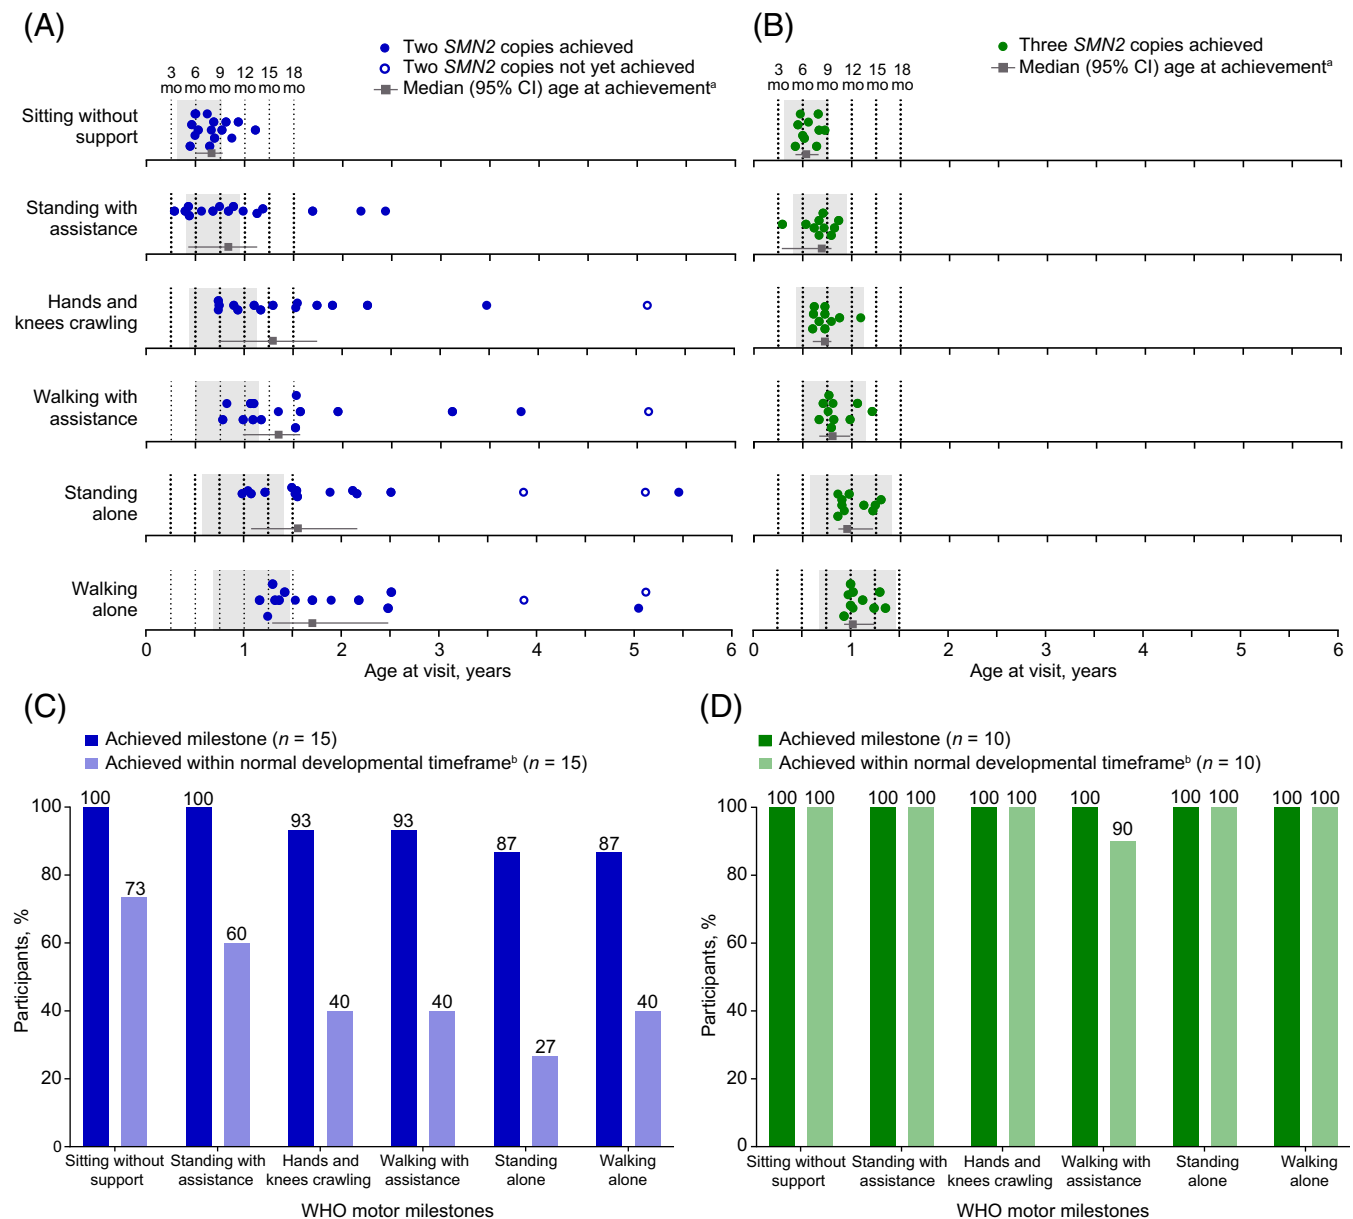 (A)
Two SMN2 copies achieved
Two SMN2 copies not yet achieved
Median (95% CI) age at achievementᵃ
3 6 9 12 15 18
mo mo mo mo mo mo
Sitting without
support
Standing with
assistance
Hands and
knees crawling
Walking with
assistance
Standing
alone
Walking
alone
0 1 2 3 4 5 6
Age at visit, years
(B)
Three SMN2 copies achieved
Median (95% CI) age at achievementᵃ
3 6 9 12 15 18
mo mo mo mo mo mo
0 1 2 3 4 5 6
Age at visit, years
(C)
Achieved milestone (n = 15)
Achieved within normal developmental timeframeᵇ (n = 15)
Participants, %
100
80
60
40
20
0
100 73
100 60
93 40
93 40
87 27
87 40
Sitting without
support
Standing with
assistance
Hands and
knees crawling
Walking with
assistance
Standing
alone
Walking
alone
WHO motor milestones
(D)
Achieved milestone (n = 10)
Achieved within normal developmental timeframeᵇ (n = 10)
Participants, %
100
80
60
40
20
0
100 100
100 100
100 100
100 90
100 100
100 100
Sitting without
support
Standing with
assistance
Hands and
knees crawling
Walking with
assistance
Standing
alone
Walking
alone
WHO motor milestones